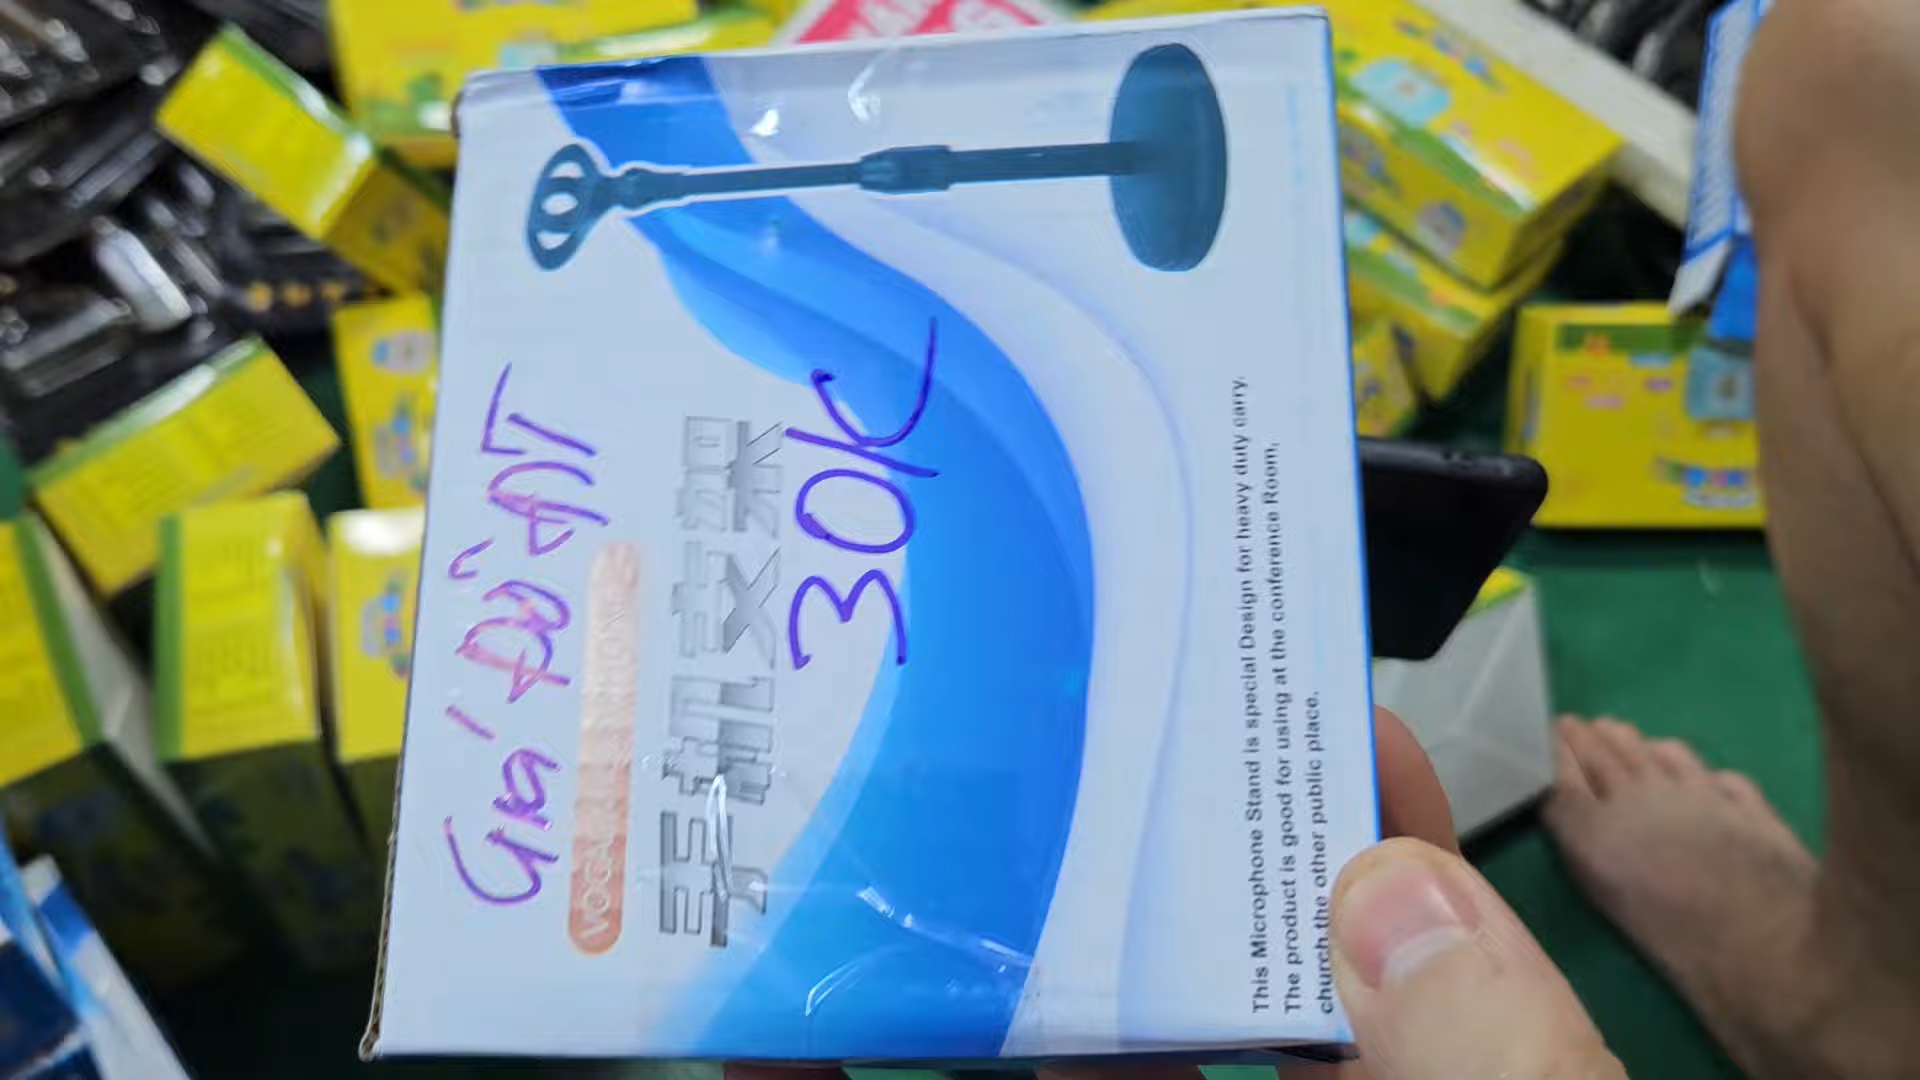 Giá ĐỠ ĐT
手机支架
30K
This Microphone Stand is special Design for heavy duty carry.
The product is good for using at the conference Room,
church.the other public place.